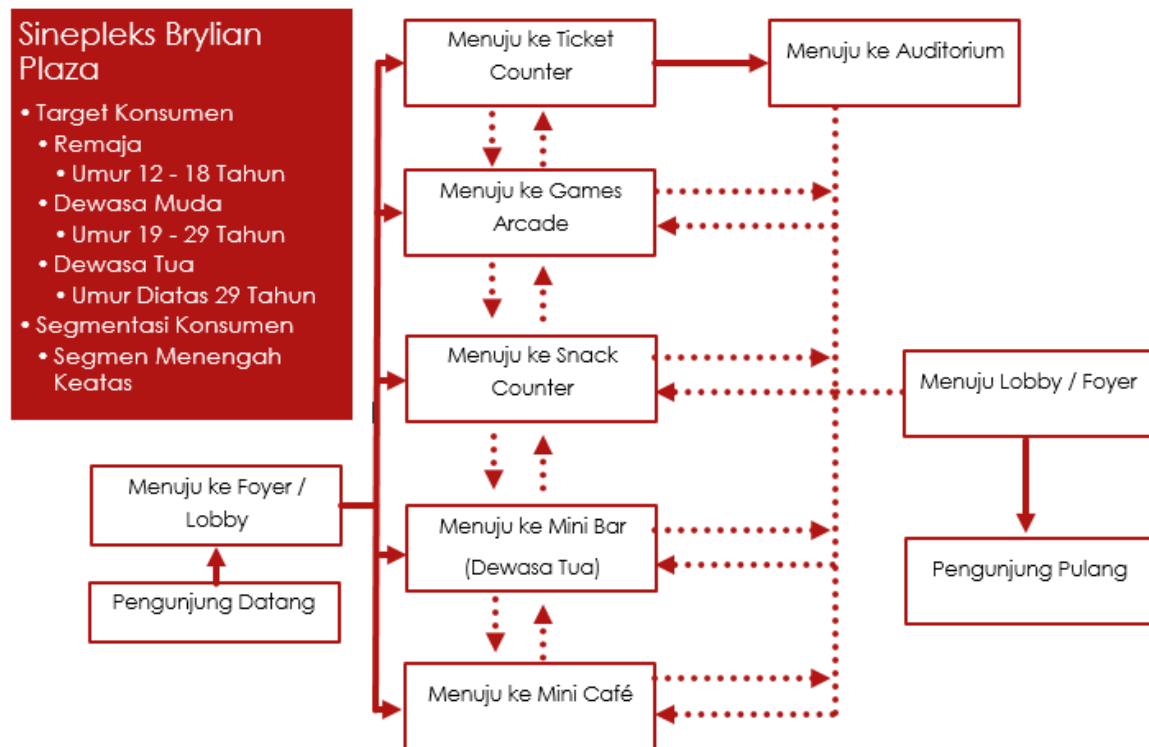 Sinepleks Brylian
Plaza
• Target Konsumen
• Remaja
• Umur 12 - 18 Tahun
• Dewasa Muda
• Umur 19 - 29 Tahun
• Dewasa Tua
• Umur Diatas 29 Tahun
• Segmentasi Konsumen
• Segmen Menengah
Keatas
Menuju ke Ticket
Counter
Menuju ke Auditorium
Menuju ke Games
Arcade
Menuju ke Snack
Counter
Menuju Lobby / Foyer
Menuju ke Foyer /
Lobby
Menuju ke Mini Bar
(Dewasa Tua)
Pengunjung Pulang
Pengunjung Datang
Menuju ke Mini Café